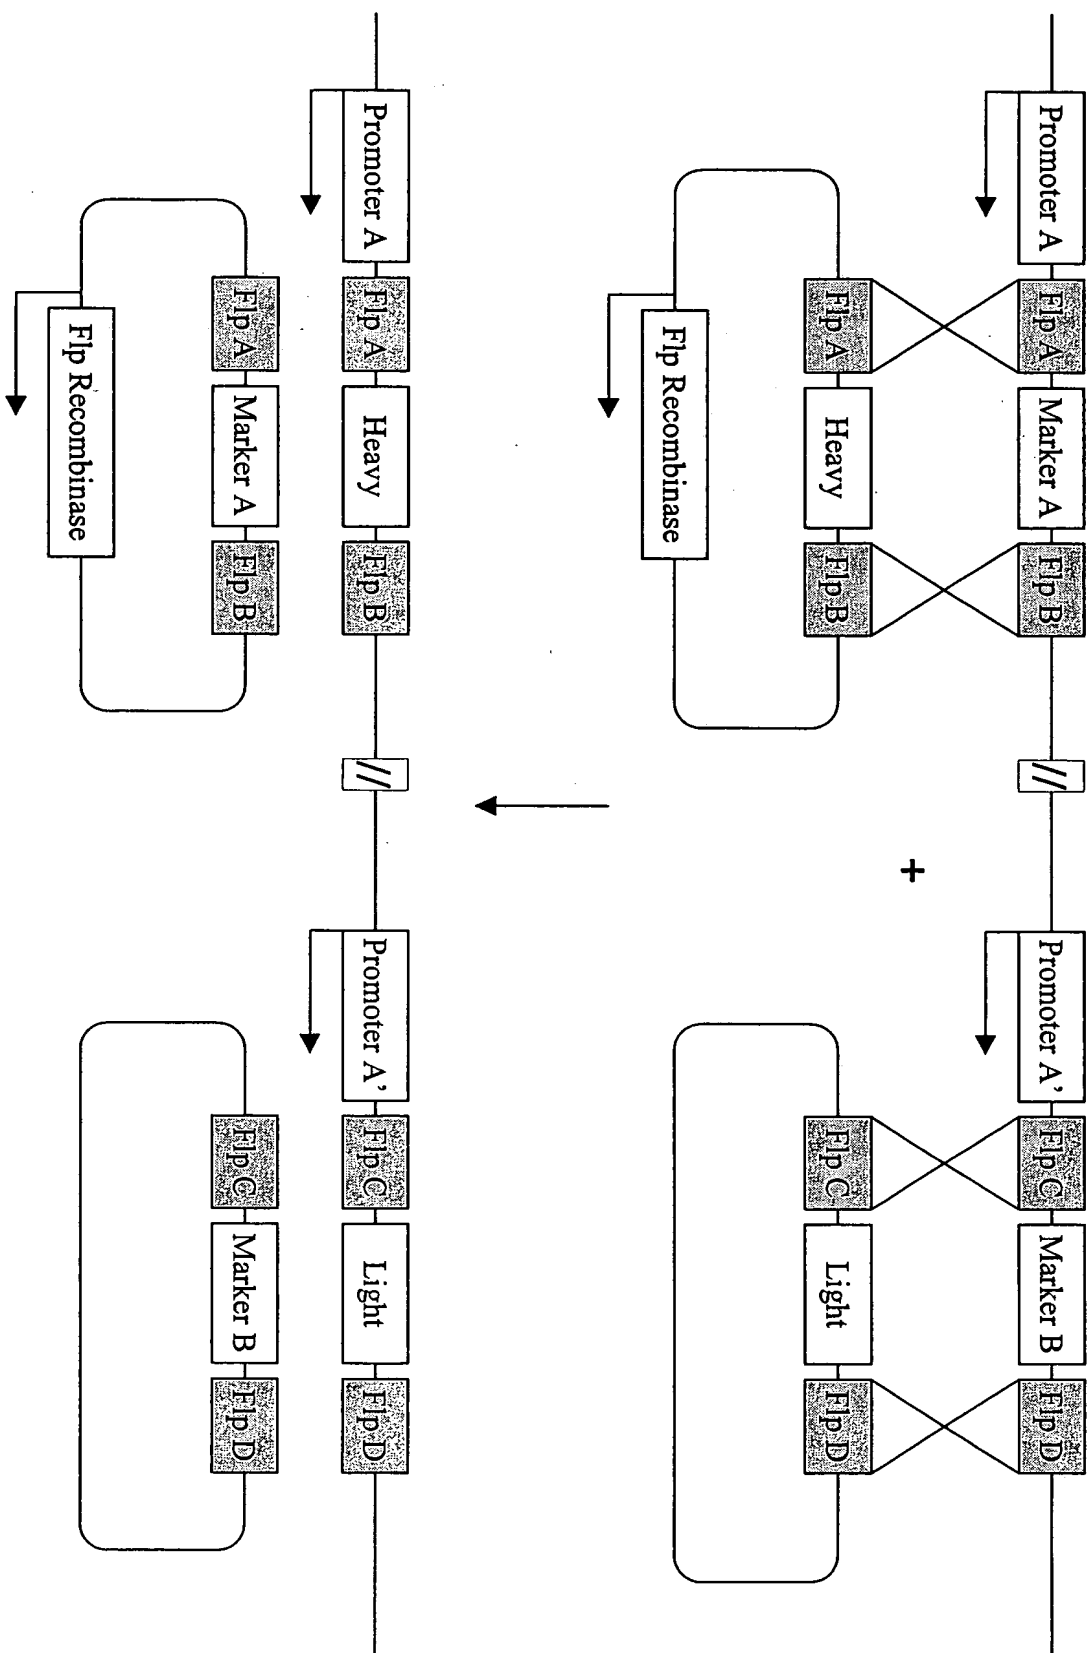 Promoter A
Flp A
Marker A
Flp B
//
Promoter A'
Flp C
Marker B
Flp D
+
Flp A
Heavy
Flp B
Flp C
Light
Flp D
Flp Recombinase
Promoter A
Flp A
Heavy
Flp B
//
Promoter A'
Flp C
Light
Flp D
Flp A
Marker A
Flp B
Flp C
Marker B
Flp D
Flp Recombinase